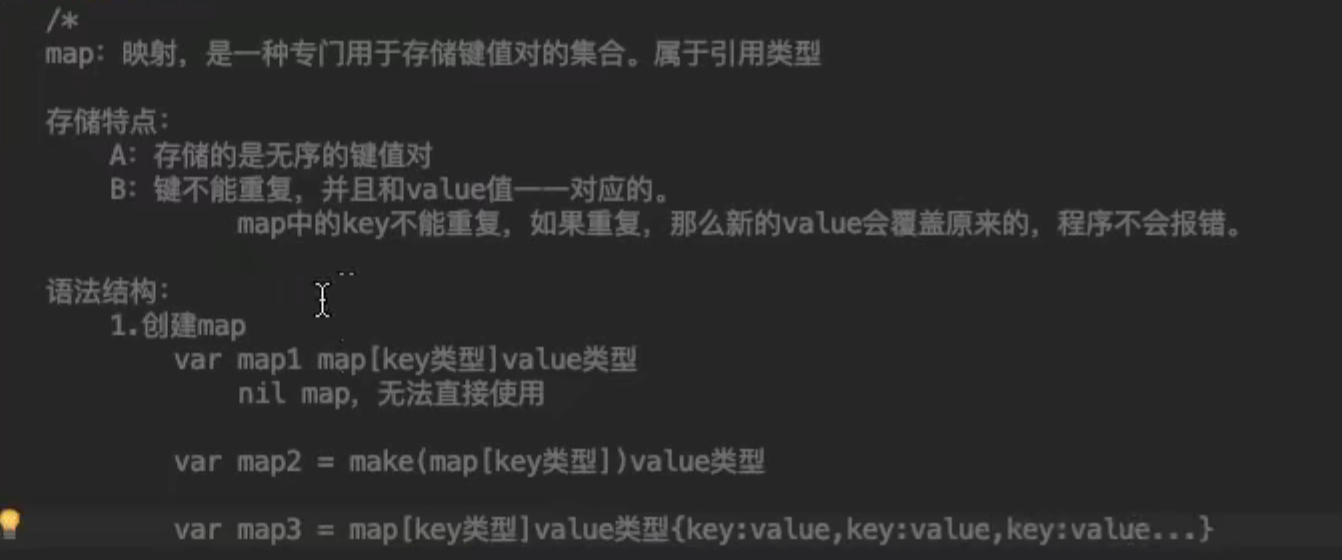 /*
map：映射，是一种专门用于存储键值对的集合。属于引用类型
存储特点：
A：存储的是无序的键值对
B：键不能重复，并且和value值一一对应的。
map中的key不能重复，如果重复，那么新的value会覆盖原来的，程序不会报错。
语法结构：
1.创建map
var map1 map[key类型]value类型
nil map，无法直接使用
var map2 = make(map[key类型])value类型
var map3 = map[key类型]value类型{key:value,key:value,key:value...}